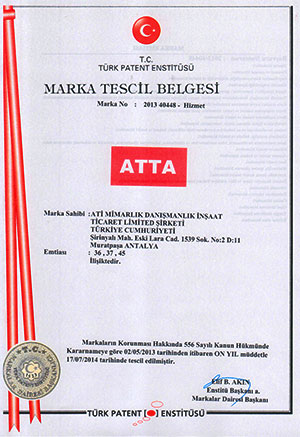 T.C.
TÜRK PATENT ENSTİTÜSÜ
MARKA TESCİL BELGESİ
Marka No : 2013 40448 - Hizmet
ATTA
Marka Sahibi : ATİ MİMARLIK DANIŞMANLIK İNŞAAT
TİCARET LİMİTED ŞİRKETİ
TÜRKİYE CUMHURİYETİ
Şirinyalı Mah. Eski Lara Cad. 1539 Sok. No:2 D:11
Muratpaşa ANTALYA
Emtiası : 36 , 37 , 45
İlişiktedir.
Markaların Korunması Hakkında 556 Sayılı Kanun Hükmünde
Kararnameye göre 02/05/2013 tarihinden itibaren ON YIL müddetle
17/07/2014 tarihinde tescil edilmiştir.
Elif B. AKIN
Enstitü Başkanı a.
Markalar Dairesi Başkanı
TÜRK PATENT ENSTİTÜSÜ